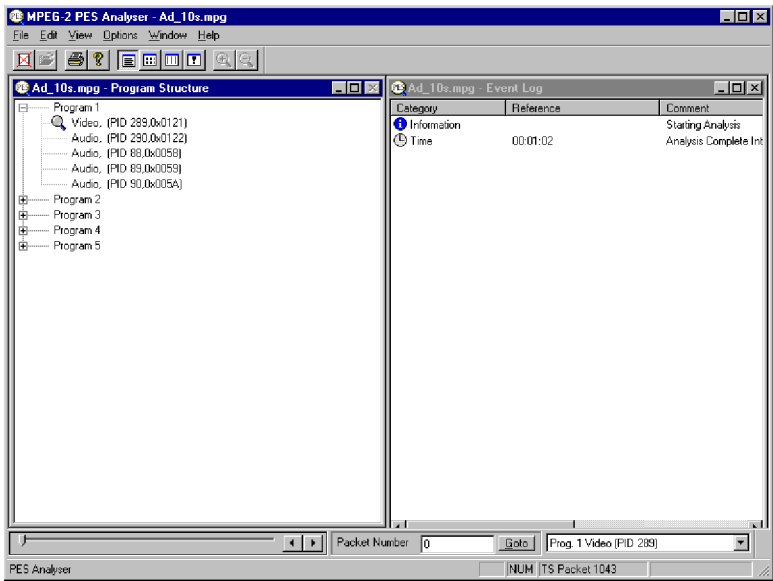 MPEG-2 PES Analyser - Ad_10s.mpg
File Edit View Options Window Help
Ad_10s.mpg - Program Structure
Program 1
Video, (PID 289,0x0121)
Audio, (PID 290,0x0122)
Audio, (PID 88,0x0058)
Audio, (PID 89,0x0059)
Audio, (PID 90,0x005A)
Program 2
Program 3
Program 4
Program 5
Ad_10s.mpg - Event Log
Category Reference Comment
Information Starting Analysis
Time 00:01:02 Analysis Complete Int
Packet Number 0 Goto Prog. 1 Video (PID 289)
PES Analyser NUM TS Packet 1043